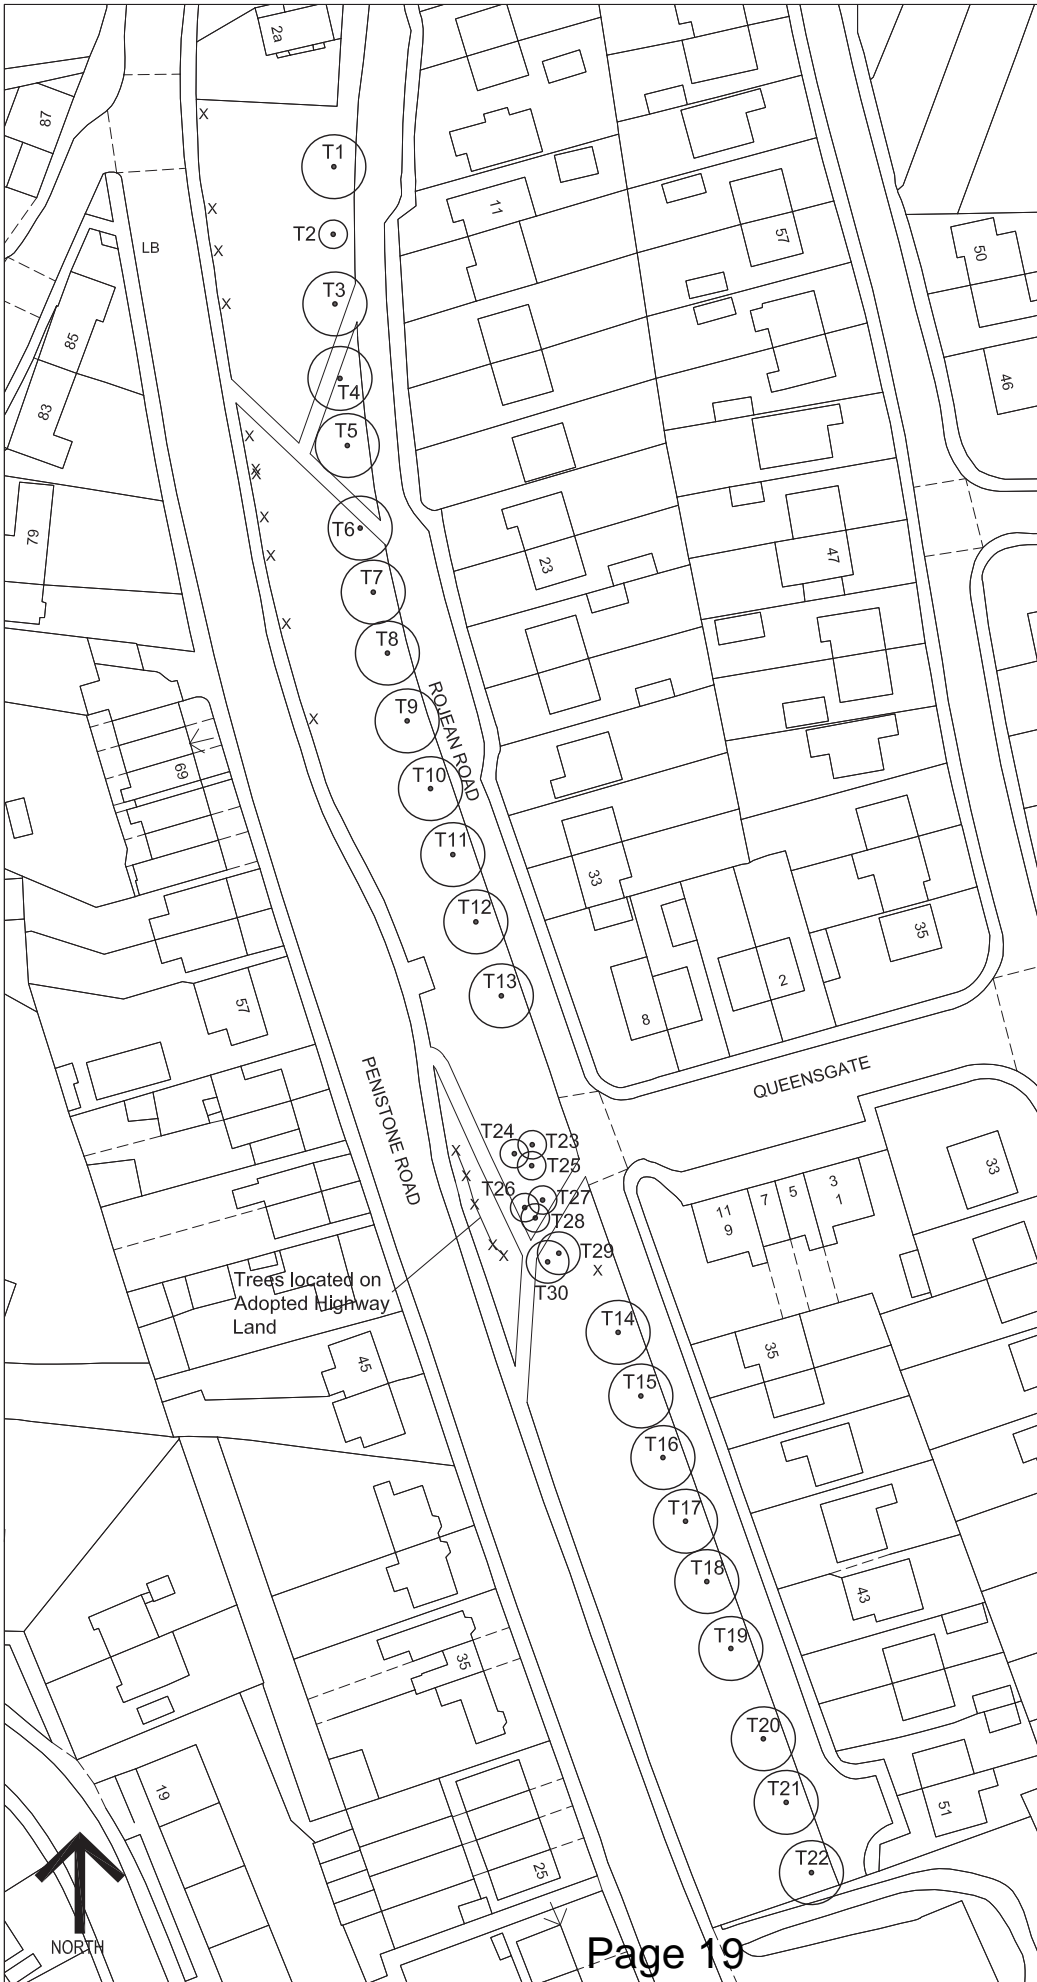 2a
87
X
T1
11
X
T2
57
LB
X
50
T3
X
85
46
T4
83
T5
X
X
X
X
T6
79
X
23
47
T7
X
T8
ROJEAN ROAD
T9
X
69
T10
T11
33
T12
35
T13
2
57
8
PENISTONE ROAD
QUEENSGATE
T24
T23
X
T25
33
X
3
5
7
1
T26
T27
X
11
9
T28
X
X
T29
X
Trees located on
Adopted Highway
Land
T30
T14
35
45
T15
T16
T17
T18
43
T19
35
T20
19
T21
51
T22
25
NORTH
Page 19